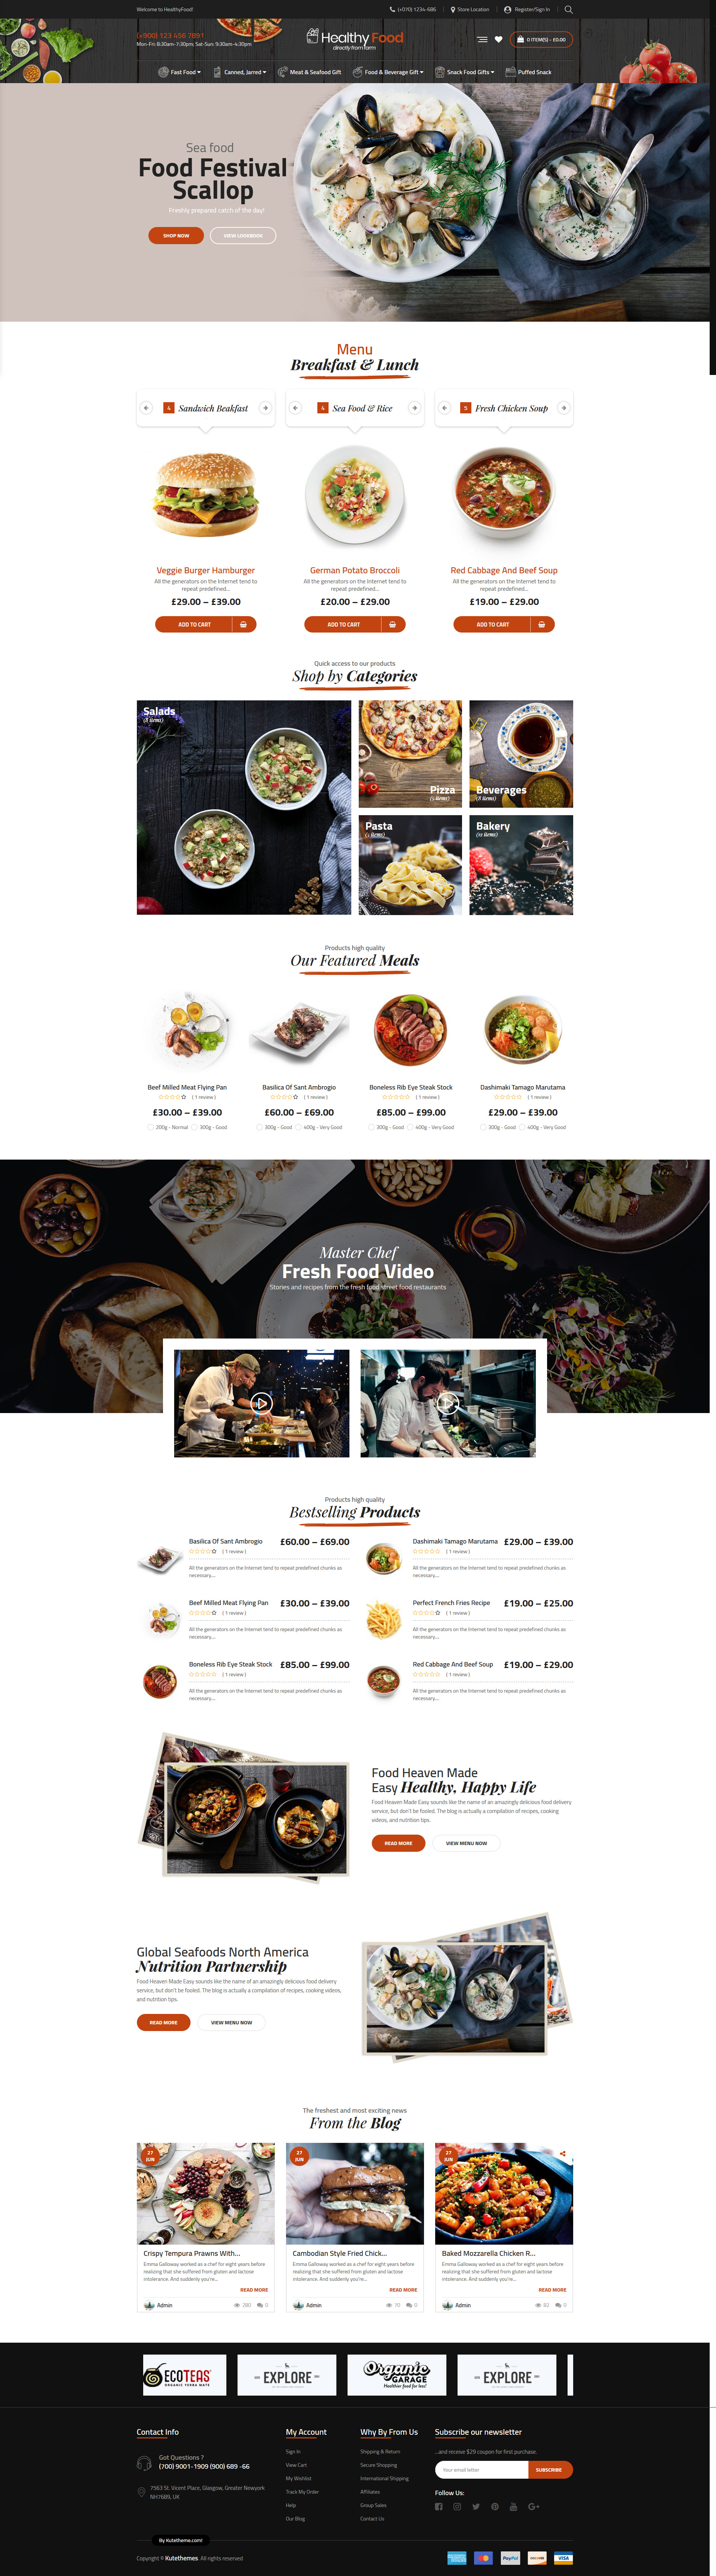 Welcome to HealthyFood!
(+070) 1234-686
Store Location
Register/Sign In
(+900) 123 456 7891
Mon-Fri: 8:30am-7:30pm; Sat-Sun: 9:30am-4:30pm
HealthyFood
directly from farm
0 ITEM(S) - £0.00
Fast Food
Canned, Jarred
Meat & Seafood Gift
Food & Beverage Gift
Snack Food Gifts
Puffed Snack
Sea food
Food Festival
Scallop
Freshly prepared catch of the day!
SHOP NOW
VIEW LOOKBOOK
Menu
Breakfast & Lunch
4 Sandwich Beakfast
4 Sea Food & Rice
5 Fresh Chicken Soup
Veggie Burger Hamburger
All the generators on the Internet tend to
repeat predefined...
£29.00 – £39.00
ADD TO CART
German Potato Broccoli
All the generators on the Internet tend to
repeat predefined...
£20.00 – £29.00
ADD TO CART
Red Cabbage And Beef Soup
All the generators on the Internet tend to
repeat predefined...
£19.00 – £29.00
ADD TO CART
Quick access to our products
Shop by Categories
Salads
(8 items)
Pizza
(5 items)
Beverages
(8 items)
Pasta
Bakery
Products high quality
Our Featured Meals
Beef Milled Meat Flying Pan
( 1 review )
£30.00 – £39.00
200g - Normal
300g - Good
Basilica Of Sant Ambrogio
( 1 review )
£60.00 – £69.00
300g - Good
400g - Very Good
Boneless Rib Eye Steak Stock
( 1 review )
£85.00 – £99.00
300g - Good
400g - Very Good
Dashimaki Tamago Marutama
( 1 review )
£29.00 – £39.00
300g - Good
400g - Very Good
Master Chef
Fresh Food Video
Stories and recipes from the fresh food street food restaurants
Products high quality
Bestselling Products
Basilica Of Sant Ambrogio £60.00 – £69.00
( 1 review )
All the generators on the Internet tend to repeat predefined chunks as
necessary....
Dashimaki Tamago Marutama £29.00 – £39.00
( 1 review )
All the generators on the Internet tend to repeat predefined chunks as
necessary....
Beef Milled Meat Flying Pan £30.00 – £39.00
( 1 review )
All the generators on the Internet tend to repeat predefined chunks as
necessary....
Perfect French Fries Recipe £19.00 – £25.00
( 1 review )
All the generators on the Internet tend to repeat predefined chunks as
necessary....
Boneless Rib Eye Steak Stock £85.00 – £99.00
( 1 review )
All the generators on the Internet tend to repeat predefined chunks as
necessary....
Red Cabbage And Beef Soup £19.00 – £29.00
( 1 review )
All the generators on the Internet tend to repeat predefined chunks as
necessary....
Food Heaven Made
Easy Healthy, Happy Life
Food Heaven Made Easy sounds like the name of an amazingly delicious food delivery
service, but don't be fooled. The blog is actually a compilation of recipes, cooking
videos, and nutrition tips.
READ MORE
VIEW MENU NOW
Global Seafoods North America
Nutrition Partnership
Food Heaven Made Easy sounds like the name of an amazingly delicious food delivery
service, but don't be fooled. The blog is actually a compilation of recipes, cooking videos,
and nutrition tips.
READ MORE
VIEW MENU NOW
The freshest and most exciting news
From the Blog
27
JUN
Crispy Tempura Prawns With...
Emma Galloway worked as a chef for eight years before
realizing that she suffered from gluten and lactose
intolerance. And suddenly you're...
READ MORE
Admin 280 0
27
JUN
Cambodian Style Fried Chick...
Emma Galloway worked as a chef for eight years before
realizing that she suffered from gluten and lactose
intolerance. And suddenly you're...
READ MORE
Admin 70 0
27
JUN
Baked Mozzarella Chicken R...
Emma Galloway worked as a chef for eight years before
realizing that she suffered from gluten and lactose
intolerance. And suddenly you're...
READ MORE
Admin 82 0
ECOTEAS
ORGANIC YERBA MATE
EXPLORE
Organic
GARAGE
Healthier food for less!
EXPLORE
Contact Info
Got Questions ?
(700) 9001-1909 (900) 689 -66
7563 St. Vicent Place, Glasgow, Greater Newyork
NH7689, UK
My Account
Sign In
View Cart
My Wishlist
Track My Order
Help
Our Blog
Why By From Us
Shipping & Return
Secure Shopping
International Shipping
Affiliates
Group Sales
Contact Us
Subscribe our newsletter
...and receive $29 coupon for first purchase.
Your email letter
SUBSCRIBE
Follow Us:
By Kutetheme.com!
Copyright © Kutethemes. All rights reserved
PayPal
VISA